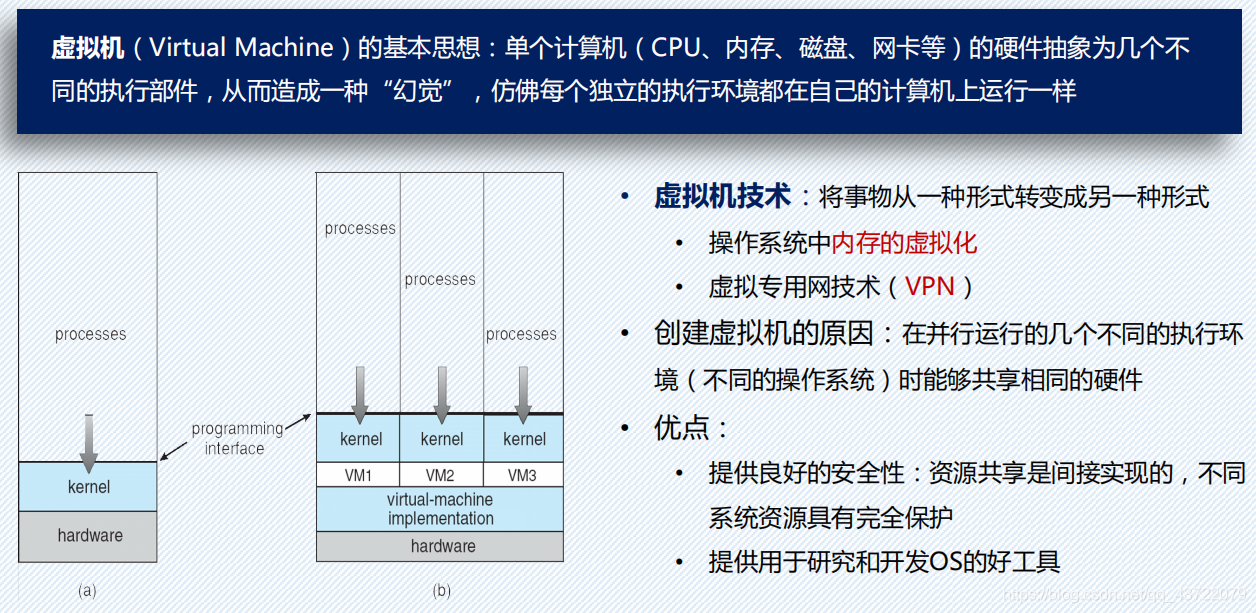 虚拟机（Virtual Machine）的基本思想：单个计算机（CPU、内存、磁盘、网卡等）的硬件抽象为几个不
同的执行部件，从而造成一种“幻�”，仿佛每个独立的执行环境都在自己的计算机上运行一样
processes
kernel
hardware
(a)
programming
interface
processes
processes
processes
kernel
kernel
kernel
VM1
VM2
VM3
virtual-machine
implementation
hardware
(b)
• 虚拟机技术：将事物从一种形式转变成另一种形式
• 操作系统中内存的虚拟化
• 虚拟专用网技术（VPN）
• 创建虚拟机的原因：在并行运行的几个不同的执行环
境（不同的操作系统）时能够共享相同的硬件
• 优点：
• 提供良好的安全性：资源共享是间接实现的，不同
系统资源具有完全保护
• 提供用于研究和开发OS的好工具
https://blog.csdn.net/qq_43722079